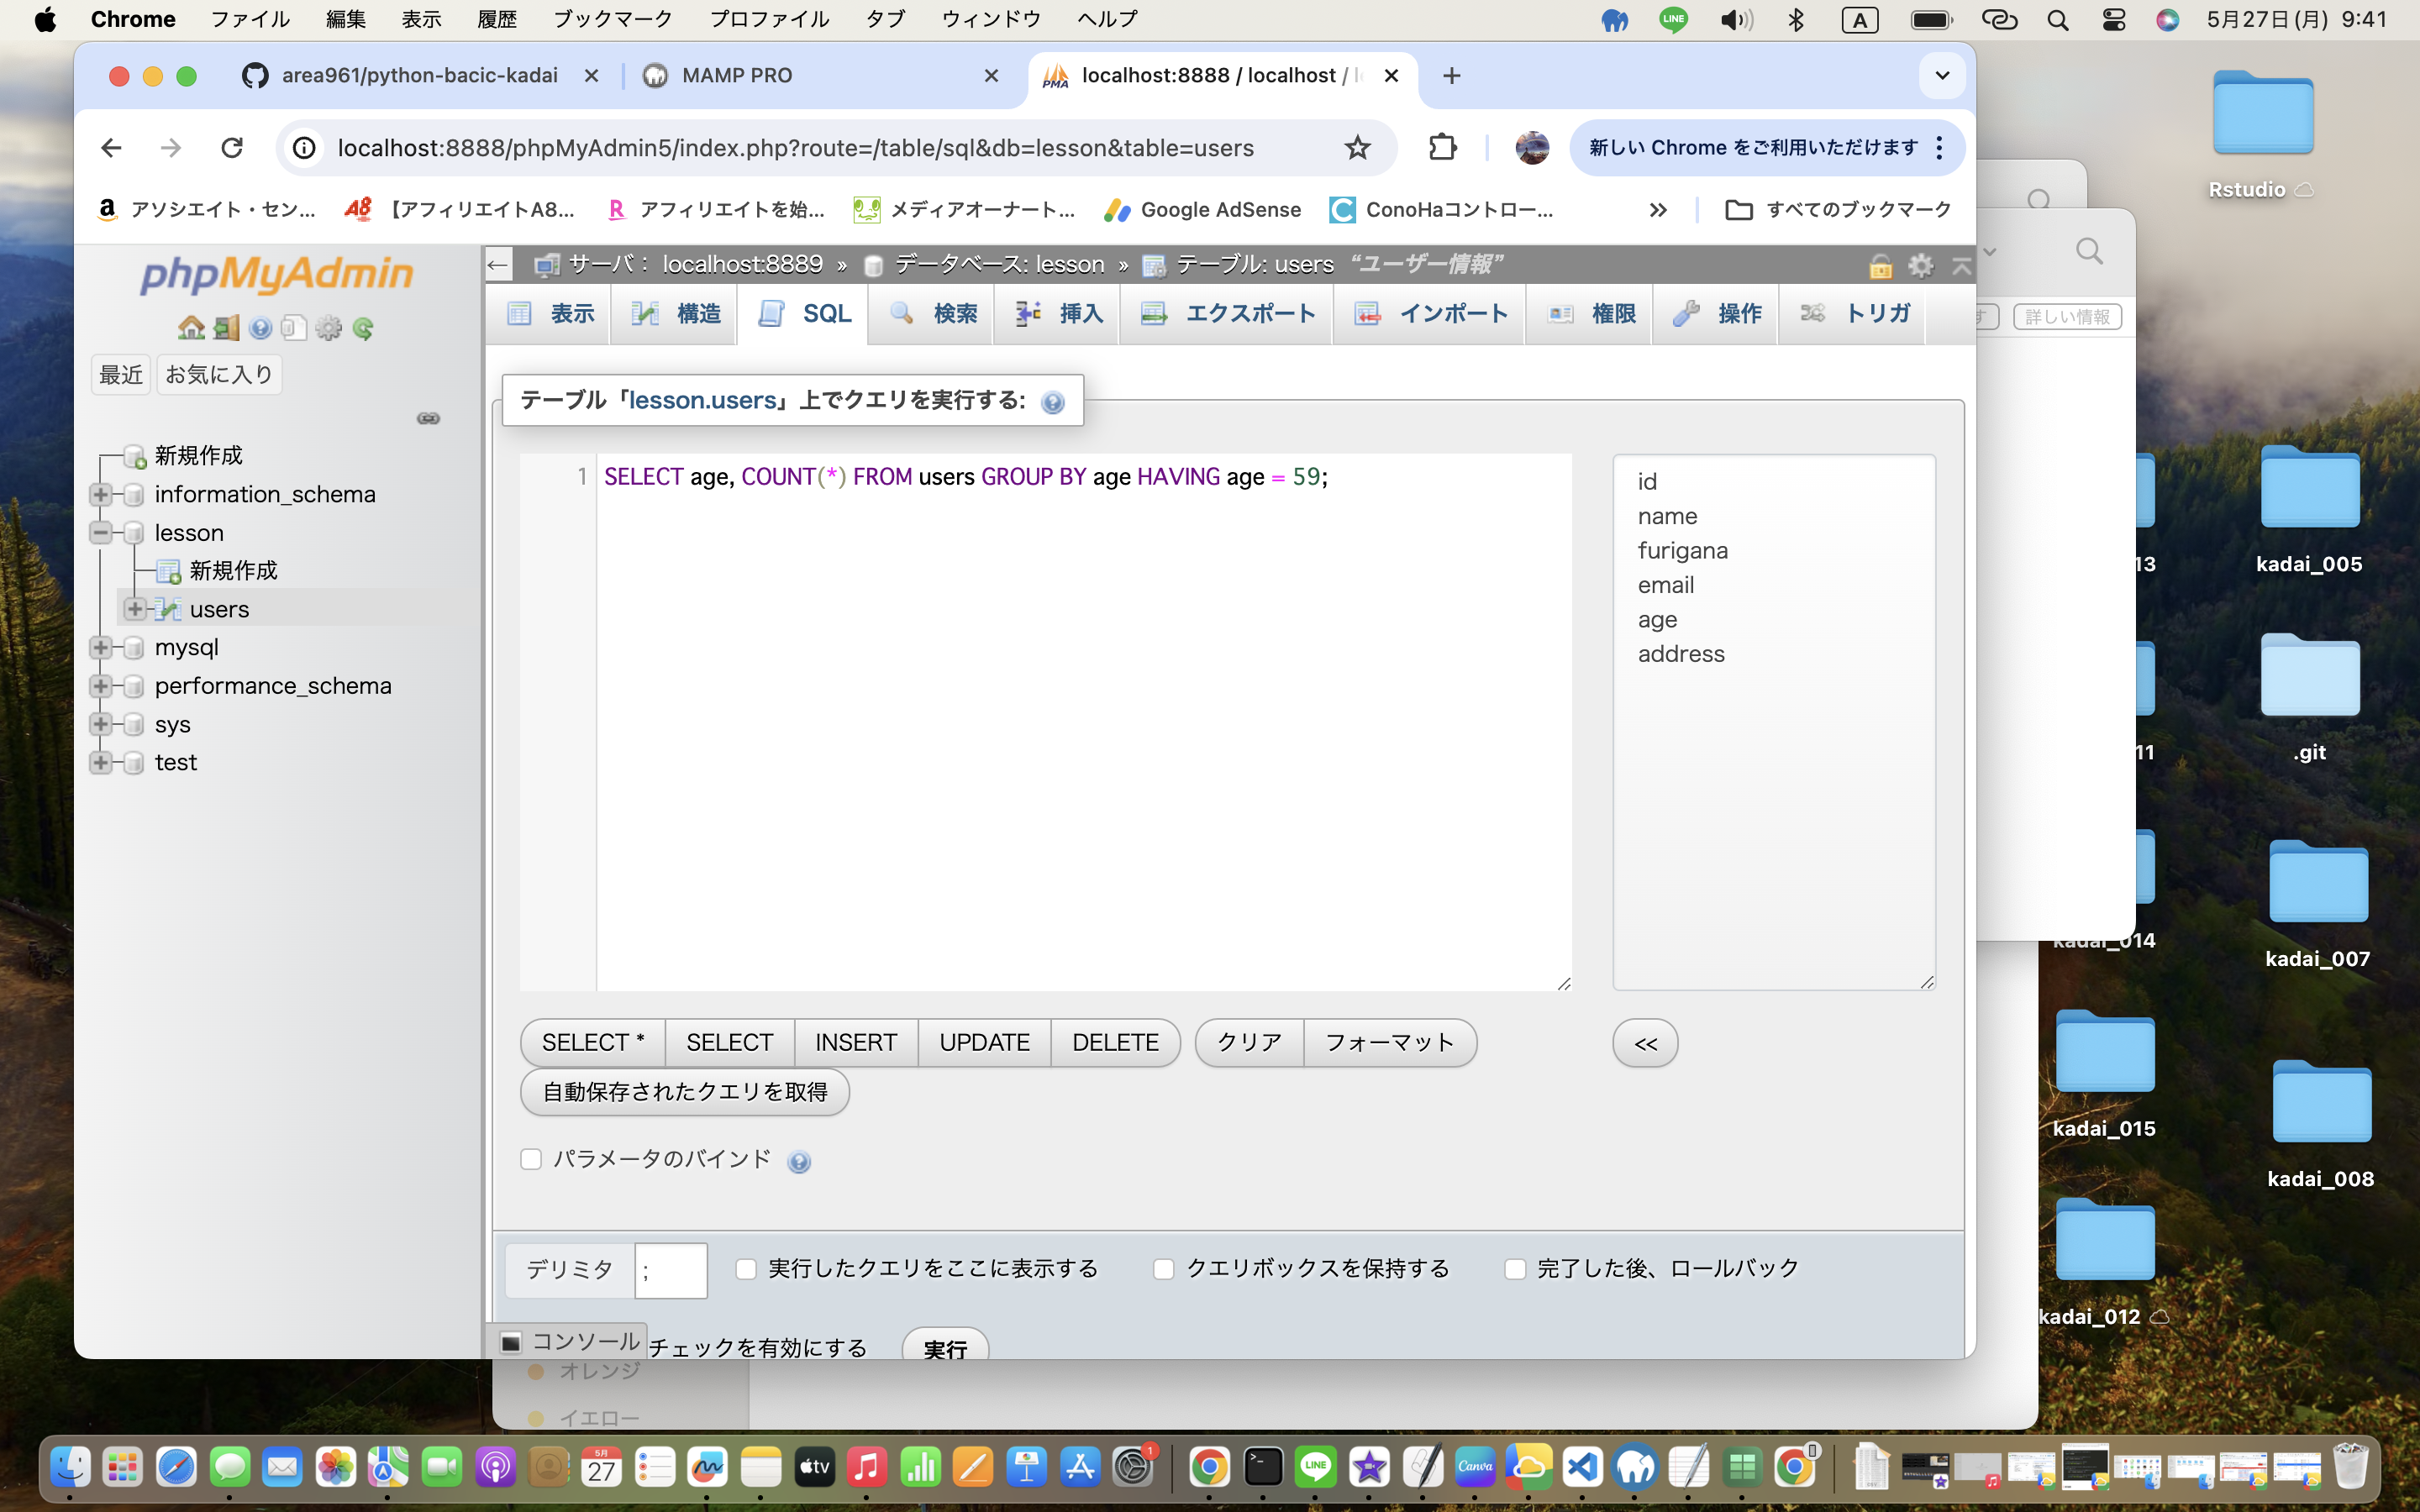 Chrome ファイル 編集 表示 履歴 ブックマーク プロファイル タブ ウィンドウ ヘルプ LINE A 5月27日(月) 9:41
area961/python-bacic-kadai MAMP PRO PMA localhost:8888 / localhost /
localhost:8888/phpMyAdmin5/index.php?route=/table/sql&db=lesson&table=users 新しい Chrome をご利用いただけます
アソシエイト・セン... 【アフィリエイトA8... アフィリエイトを始... メディアオーナート... Google AdSense ConoHaコントロー... すべてのブックマーク
phpMyAdmin
最近 お気に入り
新規作成
information_schema
lesson
新規作成
users
mysql
performance_schema
sys
test
サーバ: localhost:8889 » データベース: lesson » テーブル: users “ユーザー情報”
表示 構造 SQL 検索 挿入 エクスポート インポート 権限 操作 トリガ
テーブル「lesson.users」上でクエリを実行する:
1 SELECT age, COUNT(*) FROM users GROUP BY age HAVING age = 59;
id
name
furigana
email
age
address
SELECT * SELECT INSERT UPDATE DELETE クリア フォーマット <<
自動保存されたクエリを取得
パラメータのバインド
デリミタ ; 実行したクエリをここに表示する クエリボックスを保持する 完了した後、ロールバック
コンソール チェックを有効にする 実行
オレンジ
イエロー
す 詳しい情報
Rstudio
13
kadai_005
11
.git
kadai_014
kadai_007
kadai_015
kadai_008
kadai_012
5月
27
tv
1
LINE
Canva